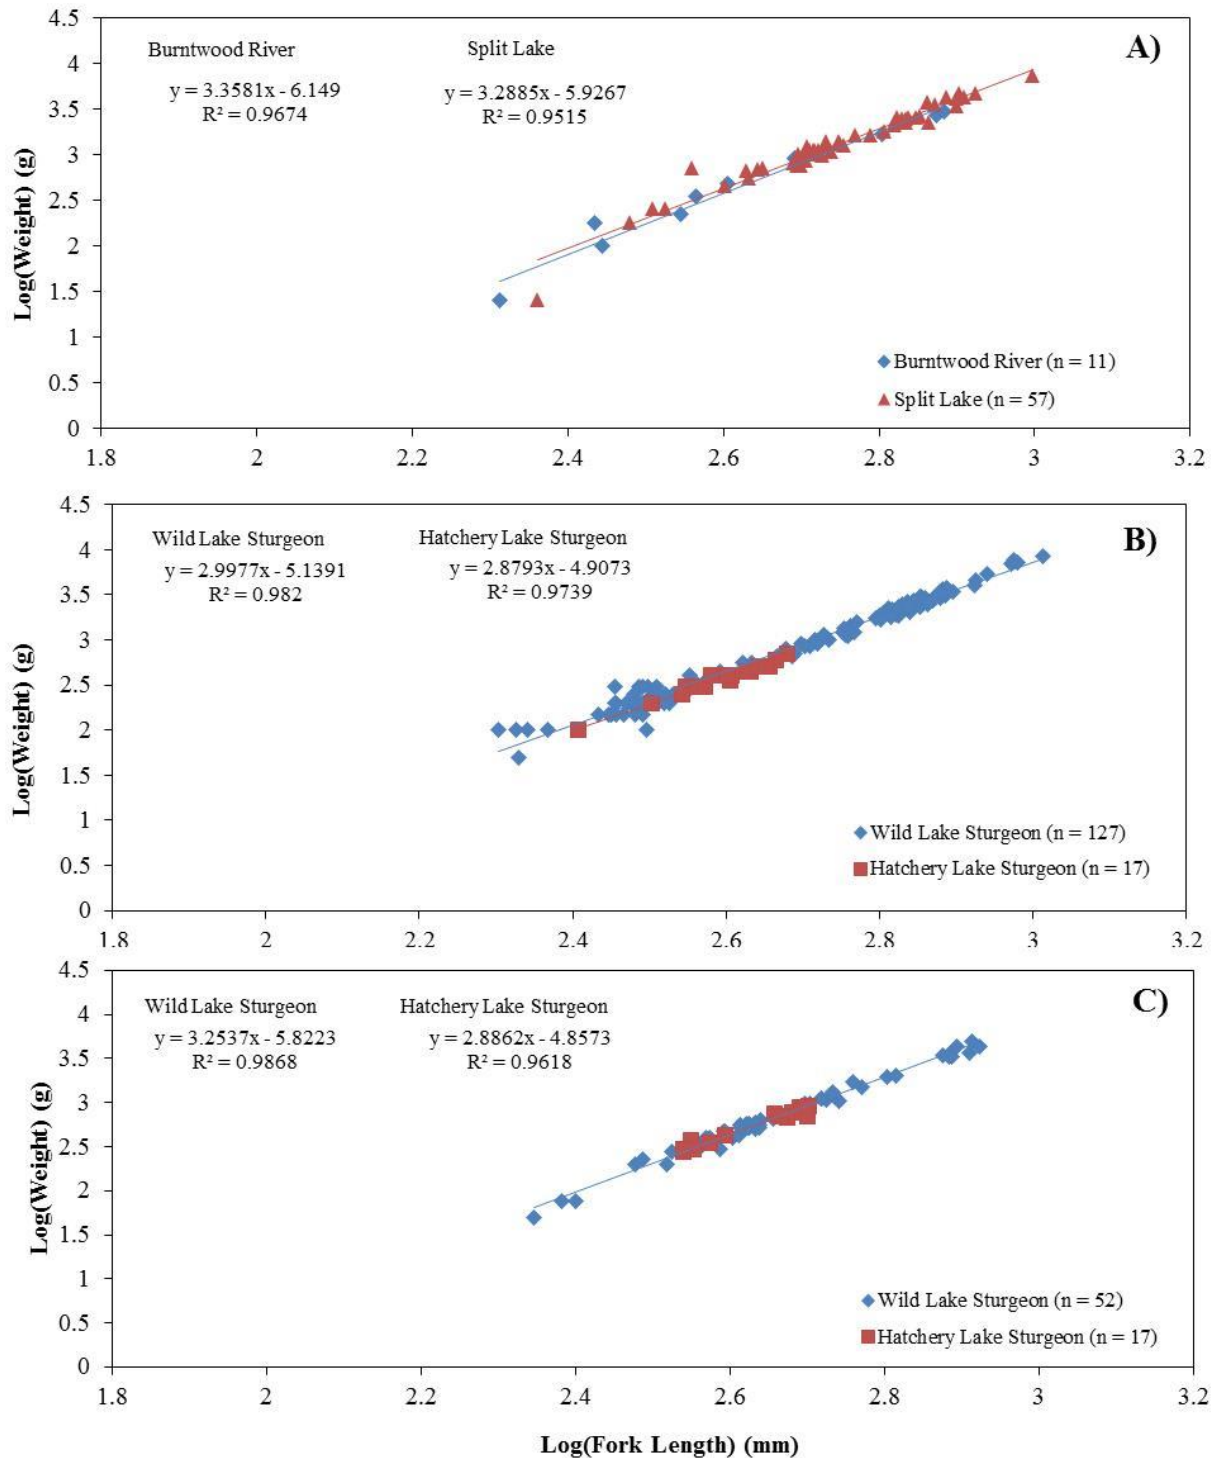 A)
Burntwood River Split Lake
y = 3.3581x - 6.149 y = 3.2885x - 5.9267
R² = 0.9674 R² = 0.9515
4.5
4
3.5
3
2.5
2
1.5
1
0.5
0
Log(Weight) (g)
Burntwood River (n = 11)
Split Lake (n = 57)
1.8 2 2.2 2.4 2.6 2.8 3 3.2
B)
Wild Lake Sturgeon Hatchery Lake Sturgeon
y = 2.9977x - 5.1391 y = 2.8793x - 4.9073
R² = 0.982 R² = 0.9739
4.5
4
3.5
3
2.5
2
1.5
1
0.5
0
Log(Weight) (g)
Wild Lake Sturgeon (n = 127)
Hatchery Lake Sturgeon (n = 17)
1.8 2 2.2 2.4 2.6 2.8 3 3.2
C)
Wild Lake Sturgeon Hatchery Lake Sturgeon
y = 3.2537x - 5.8223 y = 2.8862x - 4.8573
R² = 0.9868 R² = 0.9618
4.5
4
3.5
3
2.5
2
1.5
1
0.5
0
Log(Weight) (g)
Wild Lake Sturgeon (n = 52)
Hatchery Lake Sturgeon (n = 17)
1.8 2 2.2 2.4 2.6 2.8 3 3.2
Log(Fork Length) (mm)